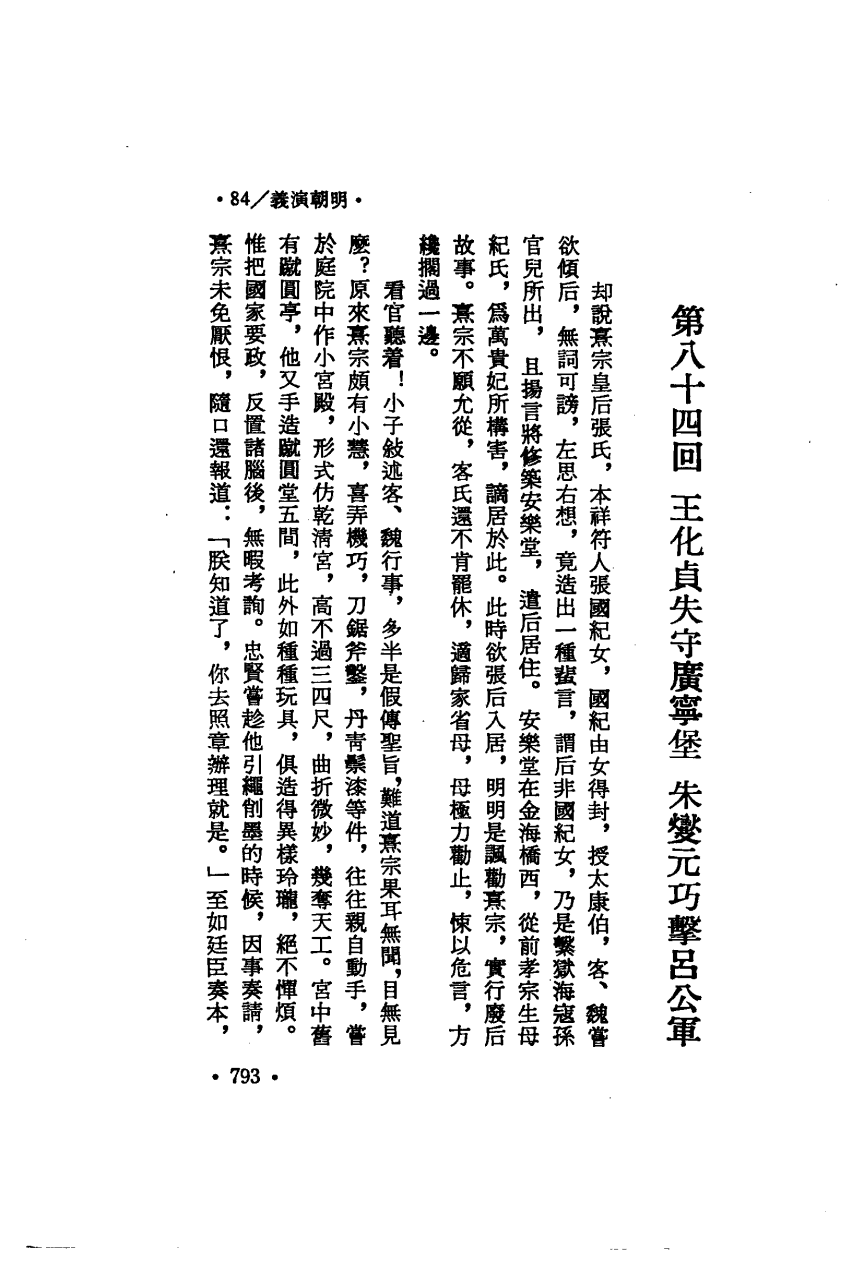 •84／義演朝明•
第八十四回 王化貞失守廣寧堡 朱燮元巧擊呂公軍
却說熹宗皇后張氏，本祥符人張國紀女，國紀由女得封，授太康伯，客、魏嘗
欲傾后，無詞可謗，左思右想，竟造出一種蜚言，謂后非國紀女，乃是繫獄海寇孫
官兒所出，且揚言將修築安樂堂，遣后居住。安樂堂在金海橋西，從前孝宗生母
紀氏，爲萬貴妃所構害，謫居於此。此時欲張后入居，明明是諷勸熹宗，實行廢后
故事。熹宗不願允從，客氏還不肯罷休，適歸家省母，母極力勸止，悚以危言，方
纔擱過一邊。
看官聽着！小子敍述客、魏行事，多半是假傳聖旨，難道熹宗果耳無聞，目無見
麽？原來熹宗頗有小慧，喜弄機巧，刀鋸斧鑿，丹靑髹漆等件，往往親自動手，嘗
於庭院中作小宮殿，形式仿乾淸宮，高不過三四尺，曲折微妙，幾奪天工。宮中舊
有蹴圓亭，他又手造蹴圓堂五間，此外如種種玩具，俱造得異樣玲瓏，絕不憚煩。
惟把國家要政，反置諸腦後，無暇考詢。忠賢嘗趁他引繩削墨的時候，因事奏請，
熹宗未免厭恨，隨口還報道：「朕知道了，你去照章辦理就是。」至如廷臣奏本，
•793•